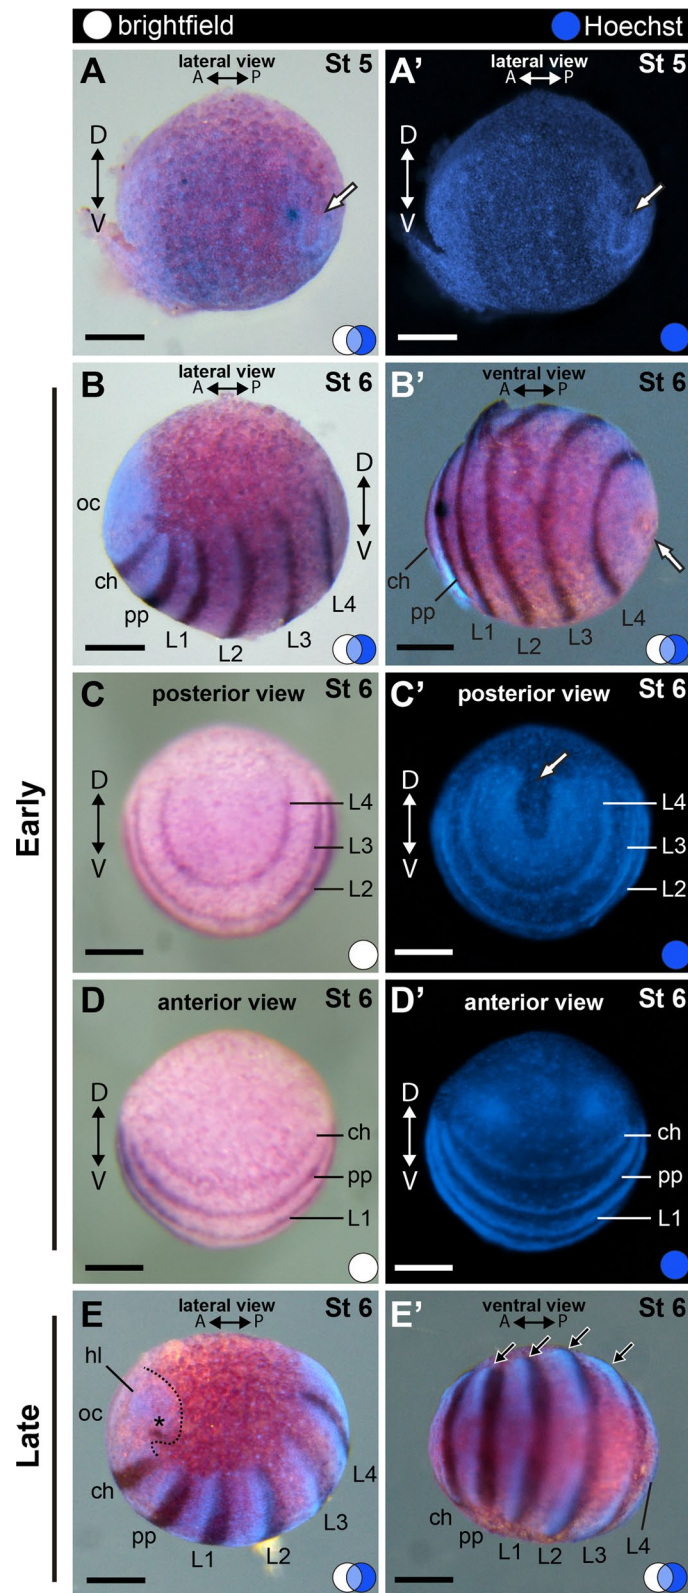 brightfield
Hoechst
A lateral view St 5
A P
D
V
A’ lateral view St 5
A P
D
V
Early
B lateral view St 6
A P
D
V
oc
ch
pp
L1
L2
L3
L4
B’ ventral view St 6
A P
ch
pp
L1
L2
L3
L4
C posterior view St 6
D
V
L4
L3
L2
C’ posterior view St 6
D
V
L4
L3
L2
D anterior view St 6
D
V
ch
pp
L1
D’ anterior view St 6
D
V
ch
pp
L1
Late
E lateral view St 6
A P
hl
oc
*
ch
pp
L1
L2
L3
L4
E’ ventral view St 6
A P
ch
pp
L1
L2
L3
L4